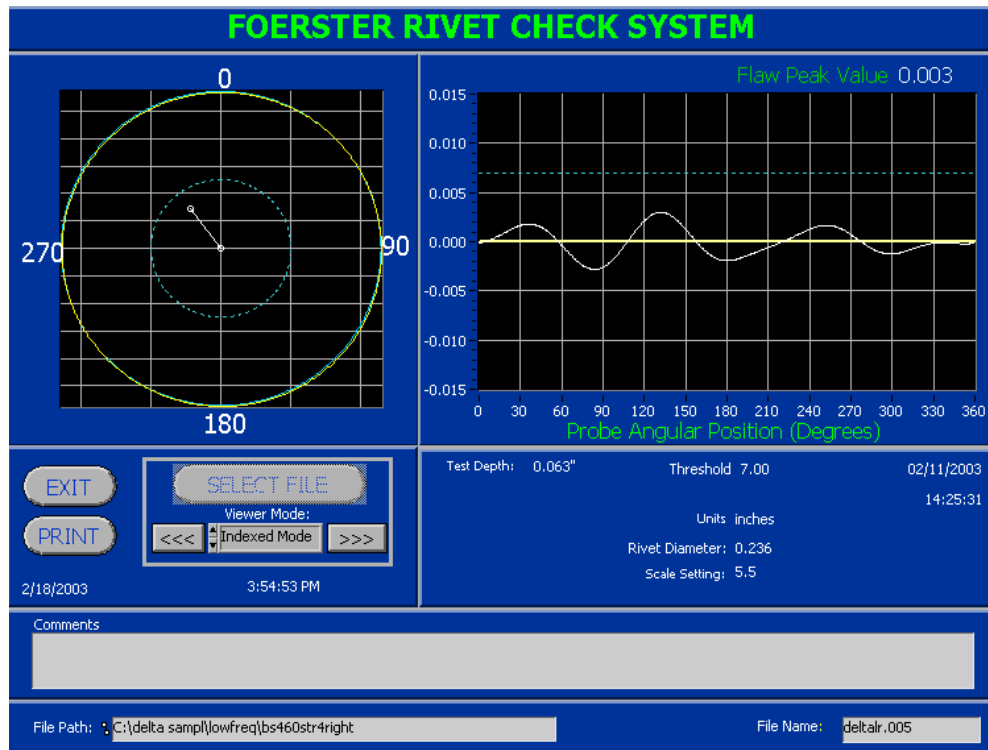 FOERSTER RIVET CHECK SYSTEM
0
270
90
180
Flaw Peak Value 0.003
0.015
0.010
0.005
0.000
-0.005
-0.010
-0.015
0 30 60 90 120 150 180 210 240 270 300 330 360
Probe Angular Position (Degrees)
EXIT
PRINT
SELECT FILE
Viewer Mode:
<<< Indexed Mode >>>
2/18/2003 3:54:53 PM
Test Depth: 0.063" Threshold 7.00 02/11/2003
14:25:31
Units inches
Rivet Diameter: 0.236
Scale Setting: 5.5
Comments
File Path: C:\delta sampl\lowfreq\bs460str4right
File Name: deltalr.005